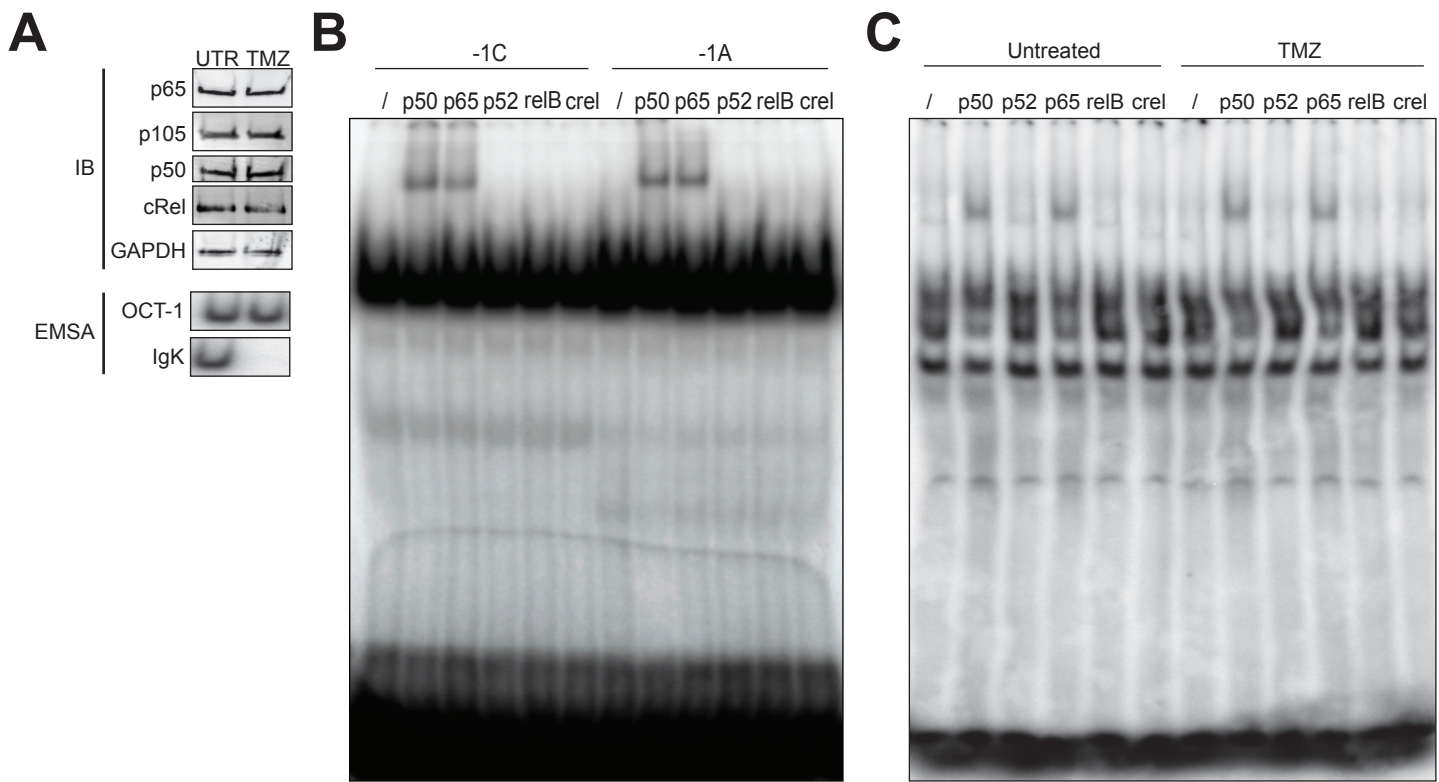 A
UTR TMZ
IB
p65
p105
p50
cRel
GAPDH
EMSA
OCT-1
IgK
B
-1C -1A
/ p50 p65 p52 relB crel / p50 p65 p52 relB crel
C
Untreated TMZ
/ p50 p52 p65 relB crel / p50 p52 p65 relB crel